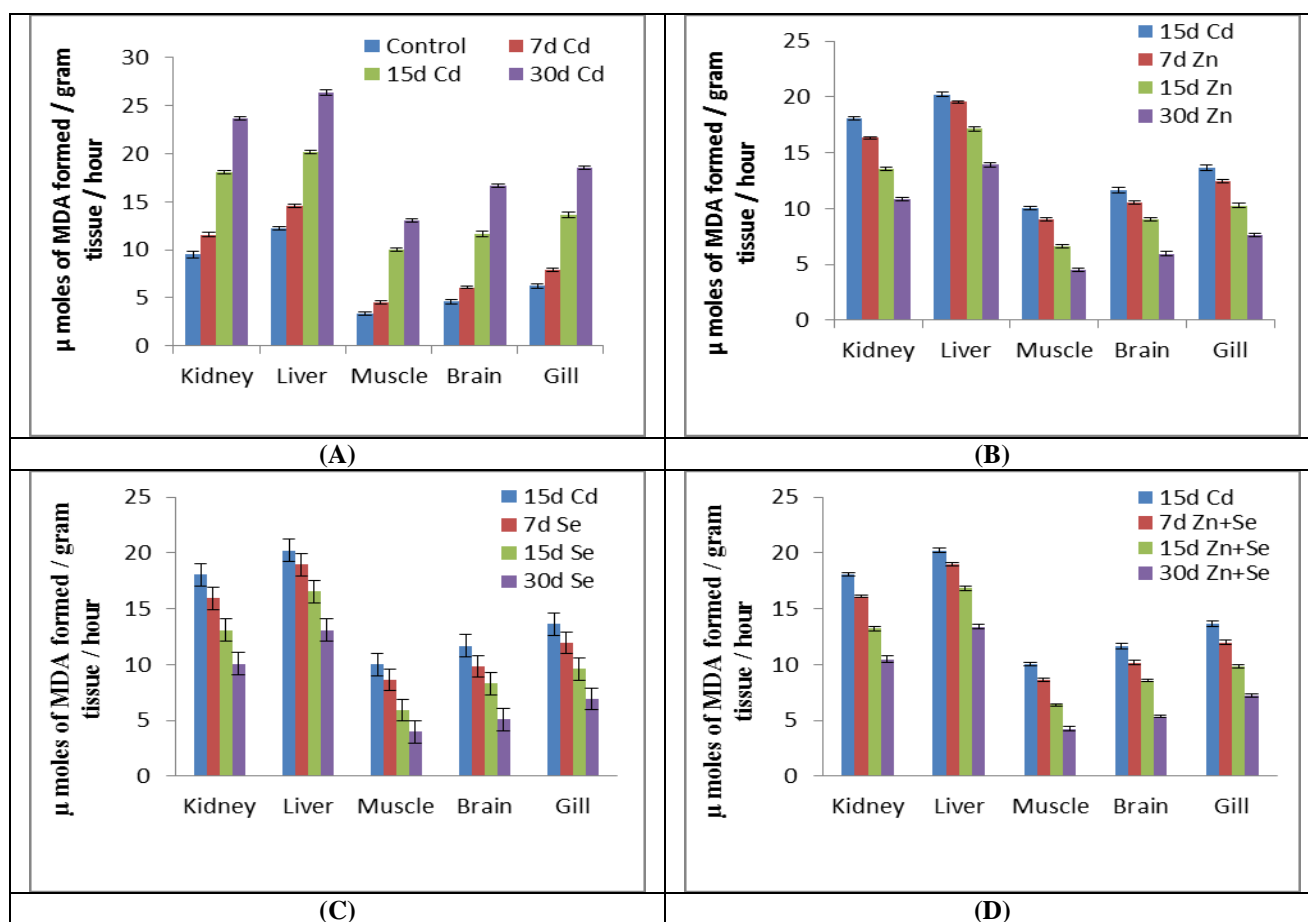 µ moles of MDA formed / gram
tissue / hour
30
25
20
15
10
5
0
Control
7d Cd
15d Cd
30d Cd
Kidney Liver Muscle Brain Gill
(A)
µ moles of MDA formed / gram
tissue / hour
25
20
15
10
5
0
15d Cd
7d Zn
15d Zn
30d Zn
Kidney Liver Muscle Brain Gill
(B)
µ moles of MDA formed / gram
tissue / hour
25
20
15
10
5
0
15d Cd
7d Se
15d Se
30d Se
Kidney Liver Muscle Brain Gill
(C)
µ moles of MDA formed / gram
tissue / hour
25
20
15
10
5
0
15d Cd
7d Zn+Se
15d Zn+Se
30d Zn+Se
Kidney Liver Muscle Brain Gill
(D)